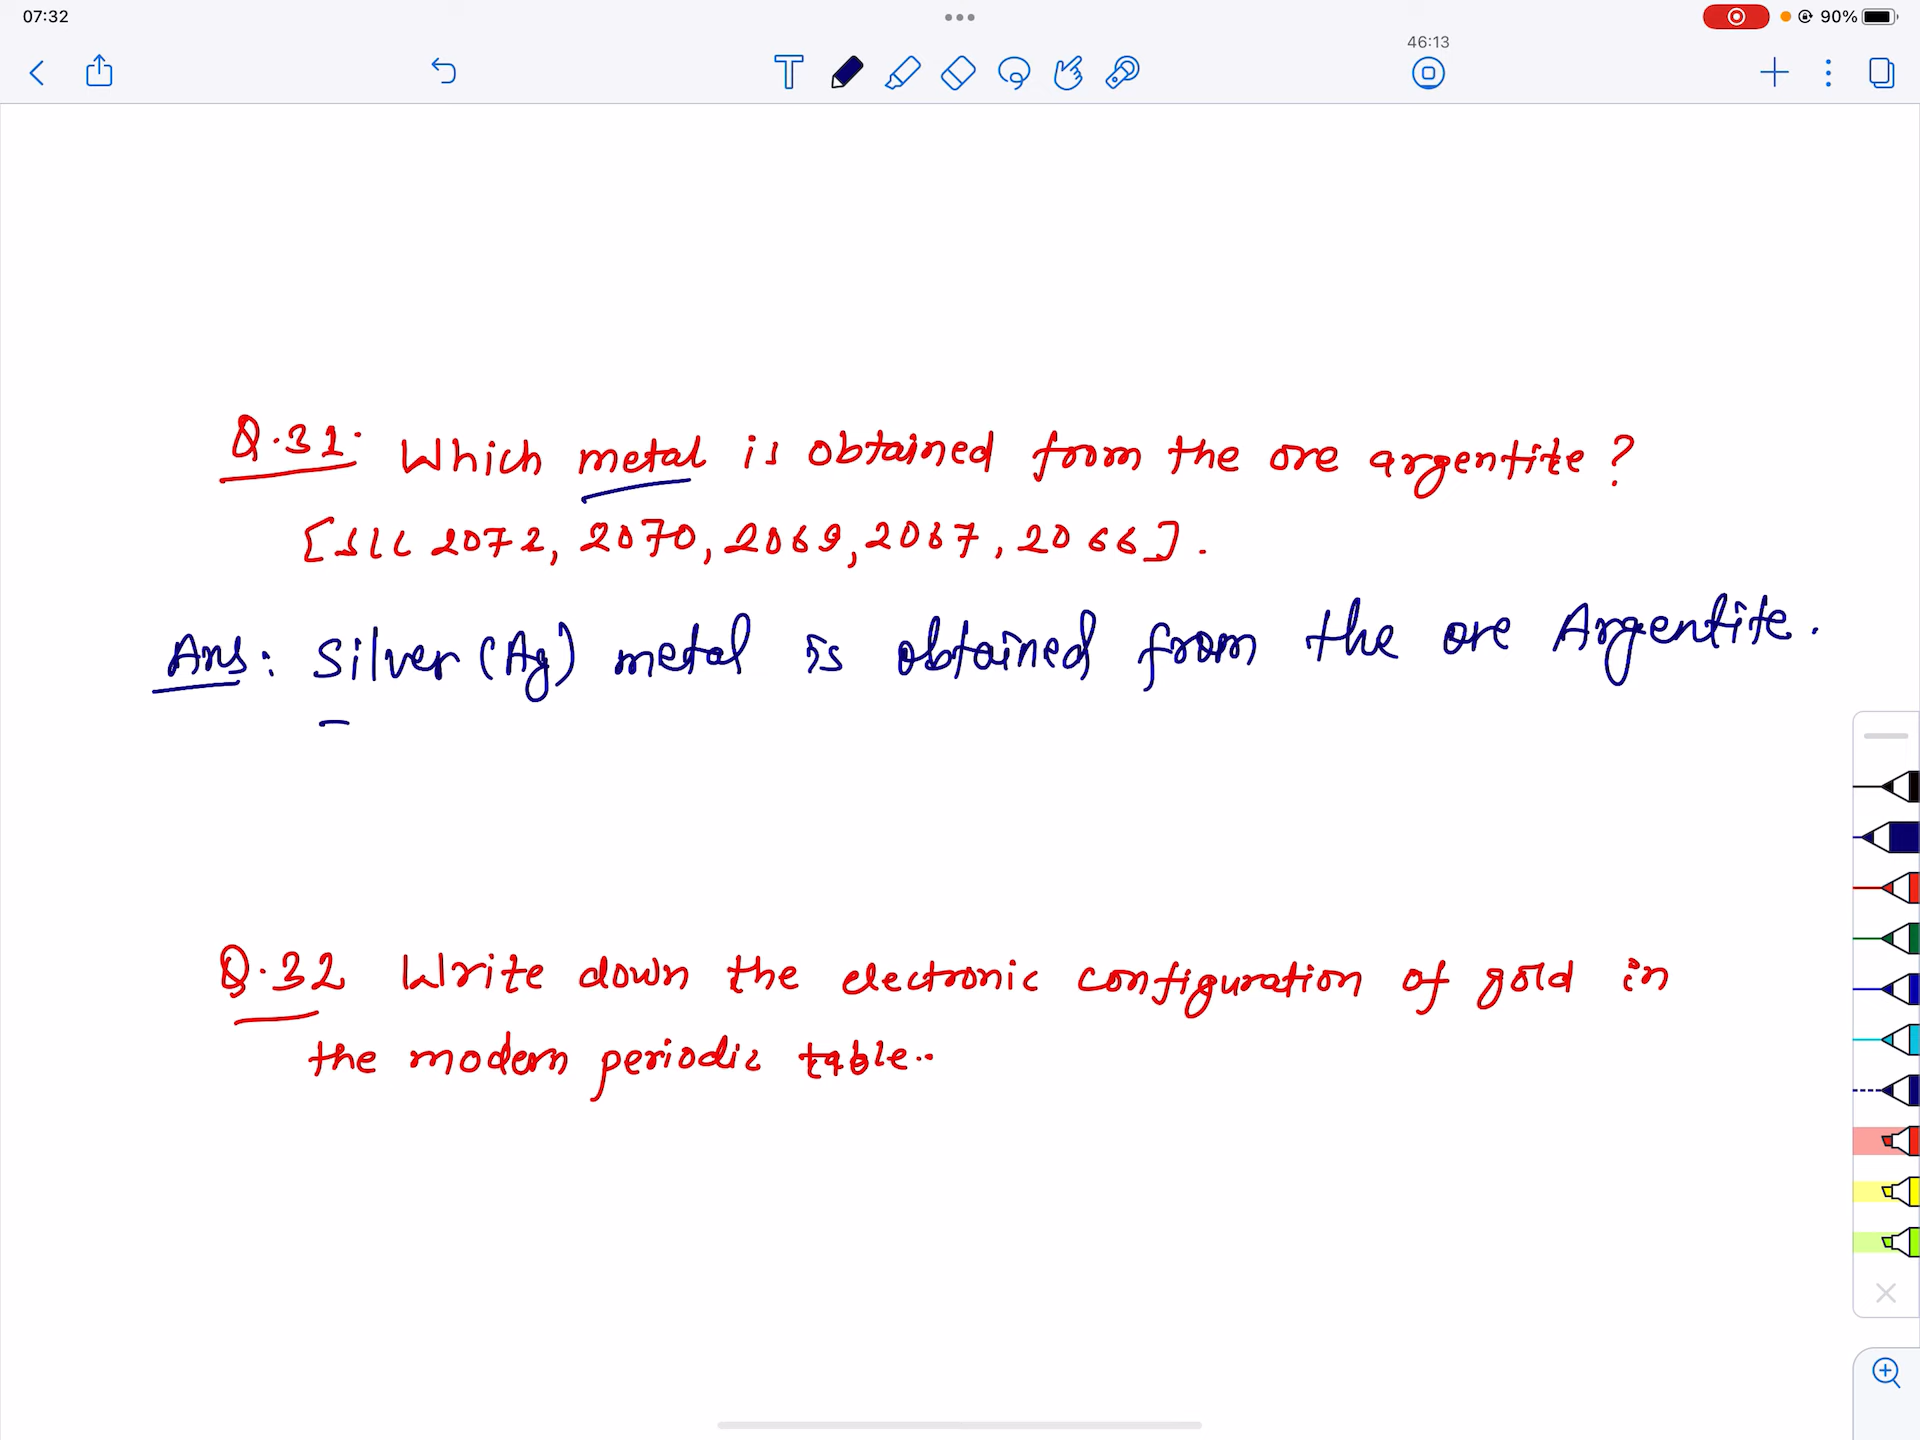 07:32
90%
46:13
Q.31. Which metal is obtained from the ore argentite?
[SLC 2072, 2070, 2069, 2067, 2066].
Ans: Silver (Ag) metal is obtained from the ore Argentite.
Q.32 Write down the electronic configuration of gold in
the modern periodic table..